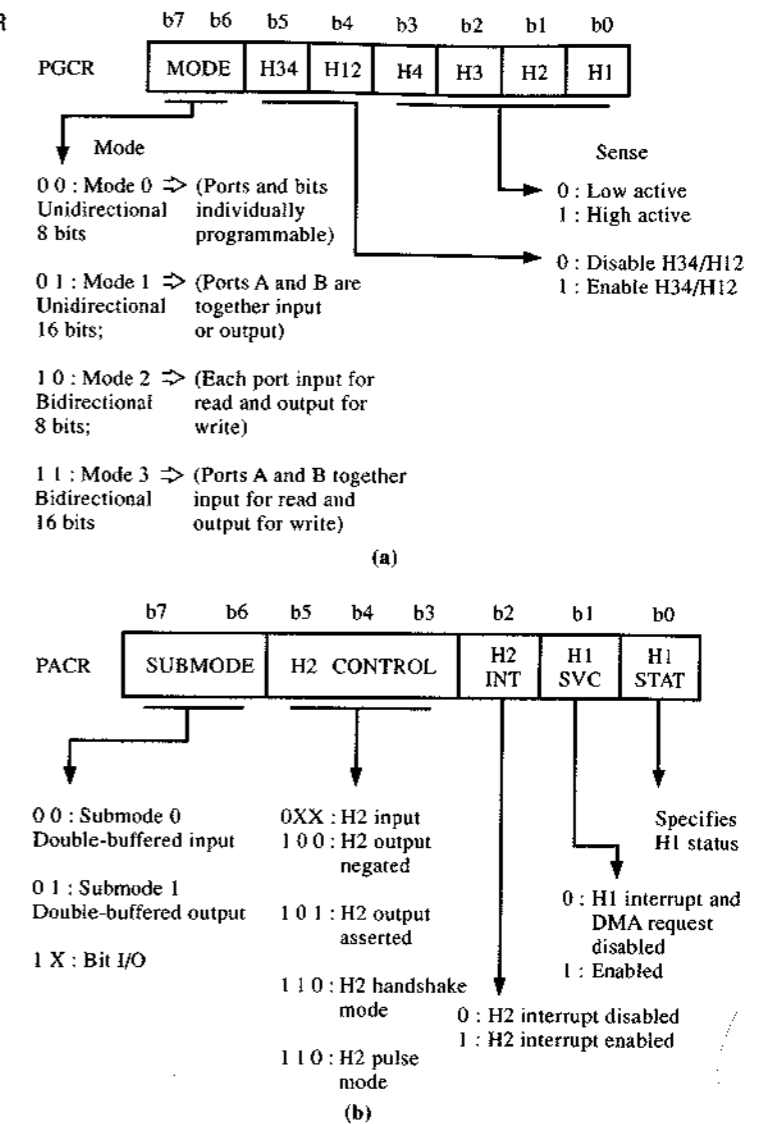 R
b7 b6 b5 b4 b3 b2 b1 b0
PGCR MODE H34 H12 H4 H3 H2 H1
Mode
Sense
0 0 : Mode 0 ⇒ (Ports and bits
Unidirectional individually
8 bits programmable)
0 : Low active
1 : High active
0 : Disable H34/H12
1 : Enable H34/H12
0 1 : Mode 1 ⇒ (Ports A and B are
Unidirectional together input
16 bits; or output)
1 0 : Mode 2 ⇒ (Each port input for
Bidirectional read and output for
8 bits; write)
1 1 : Mode 3 ⇒ (Ports A and B together
Bidirectional input for read and
16 bits output for write)
(a)
b7 b6 b5 b4 b3 b2 b1 b0
PACR SUBMODE H2 CONTROL H2 INT H1 SVC H1 STAT
0 0 : Submode 0
Double-buffered input
0 1 : Submode 1
Double-buffered output
1 X : Bit I/O
0XX : H2 input
1 0 0 : H2 output
negated
1 0 1 : H2 output
asserted
1 1 0 : H2 handshake
mode
1 1 0 : H2 pulse
mode
Specifies
H1 status
0 : H1 interrupt and
DMA request
disabled
1 : Enabled
0 : H2 interrupt disabled
1 : H2 interrupt enabled
(b)